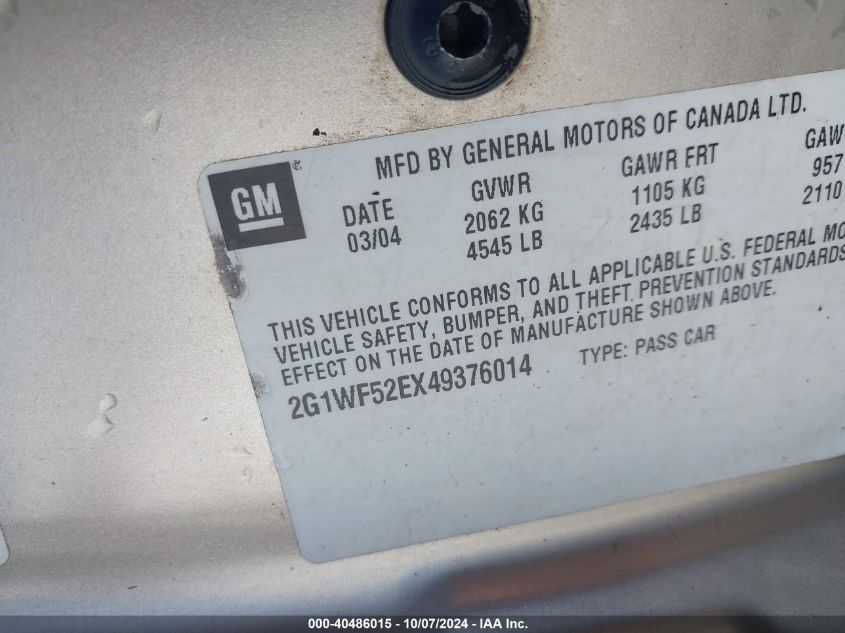 MFD BY GENERAL MOTORS OF CANADA LTD.
GM
DATE GVWR GAWR FRT GAW
03/04 2062 KG 1105 KG 957
4545 LB 2435 LB 2110
THIS VEHICLE CONFORMS TO ALL APPLICABLE U.S. FEDERAL MO
VEHICLE SAFETY, BUMPER, AND THEFT PREVENTION STANDARDS
EFFECT ON THE DATE OF MANUFACTURE SHOWN ABOVE.
2G1WF52EX49376014 TYPE: PASS CAR
000-40486015 - 10/07/2024 - IAA Inc.